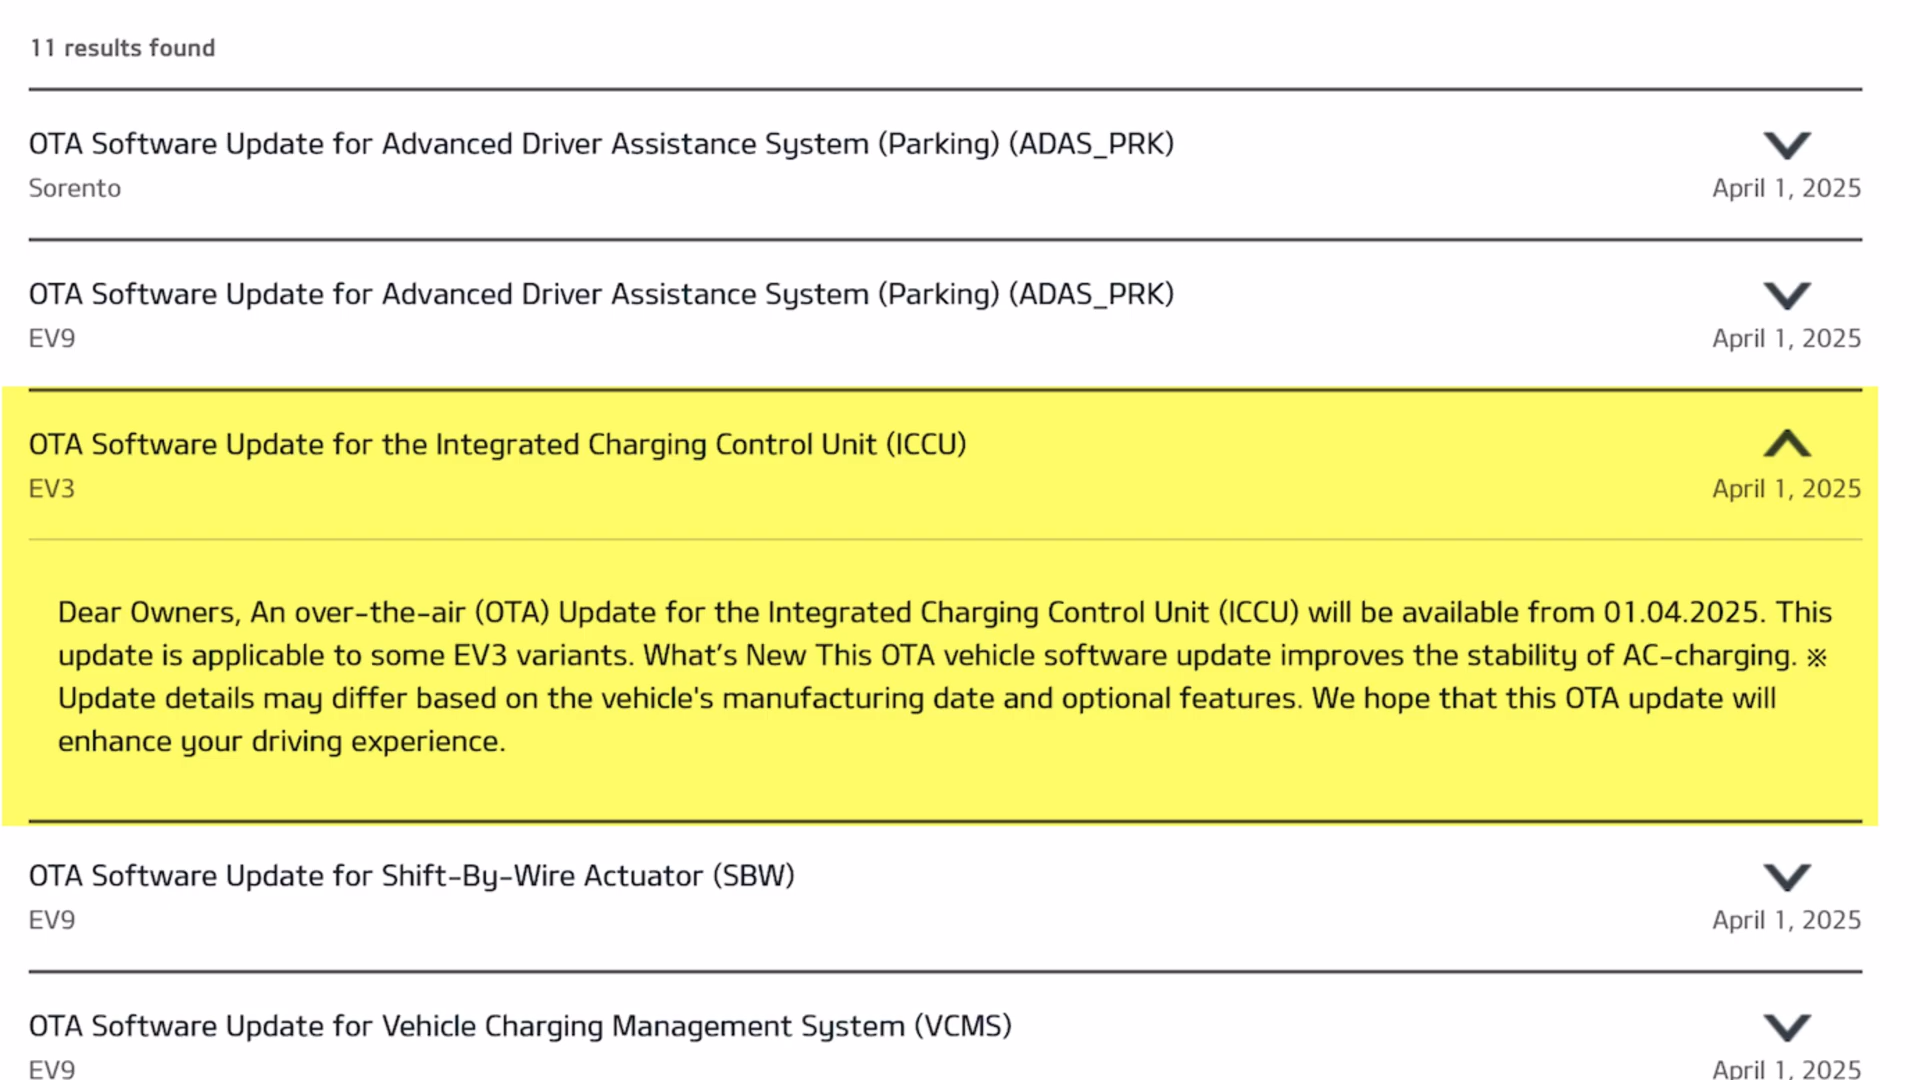 11 results found
OTA Software Update for Advanced Driver Assistance System (Parking) (ADAS_PRK)
Sorento
April 1, 2025
OTA Software Update for Advanced Driver Assistance System (Parking) (ADAS_PRK)
EV9
April 1, 2025
OTA Software Update for the Integrated Charging Control Unit (ICCU)
EV3
April 1, 2025
Dear Owners, An over-the-air (OTA) Update for the Integrated Charging Control Unit (ICCU) will be available from 01.04.2025. This
update is applicable to some EV3 variants. What’s New This OTA vehicle software update improves the stability of AC-charging. ※
Update details may differ based on the vehicle's manufacturing date and optional features. We hope that this OTA update will
enhance your driving experience.
OTA Software Update for Shift-By-Wire Actuator (SBW)
EV9
April 1, 2025
OTA Software Update for Vehicle Charging Management System (VCMS)
EV9
April 1, 2025